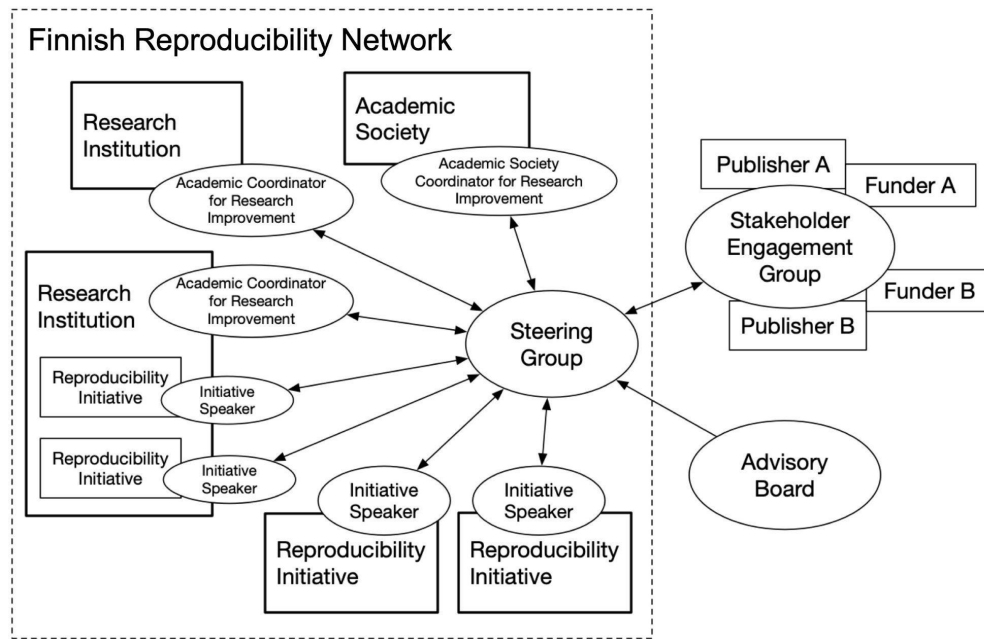 Finnish Reproducibility Network
Research
Institution
Academic Coordinator
for Research
Improvement
Academic
Society
Academic Society
Coordinator for Research
Improvement
Publisher A
Funder A
Stakeholder
Engagement
Group
Funder B
Publisher B
Research
Institution
Academic Coordinator
for Research
Improvement
Reproducibility
Initiative
Initiative
Speaker
Reproducibility
Initiative
Initiative
Speaker
Steering
Group
Advisory
Board
Initiative
Speaker
Reproducibility
Initiative
Initiative
Speaker
Reproducibility
Initiative